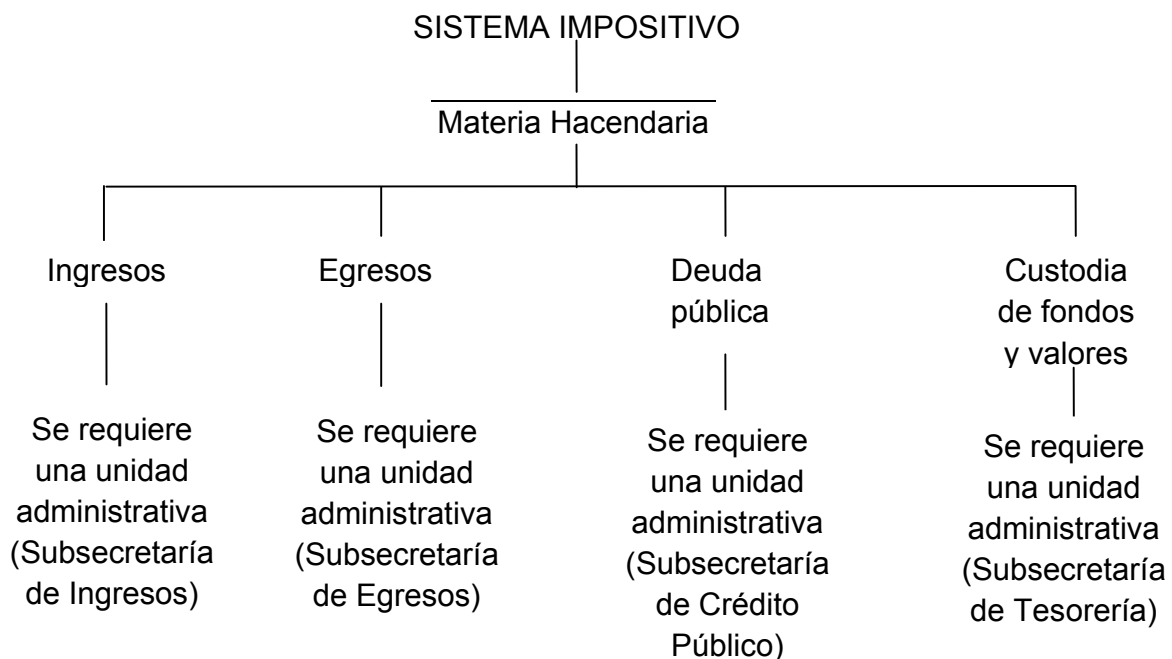 SISTEMA IMPOSITIVO
Materia Hacendaria
Ingresos
Egresos
Deuda
pública
Custodia
de fondos
y valores
Se requiere
una unidad
administrativa
(Subsecretaría
de Ingresos)
Se requiere
una unidad
administrativa
(Subsecretaría
de Egresos)
Se requiere
una unidad
administrativa
(Subsecretaría
de Crédito
Público)
Se requiere
una unidad
administrativa
(Subsecretaría
de Tesorería)